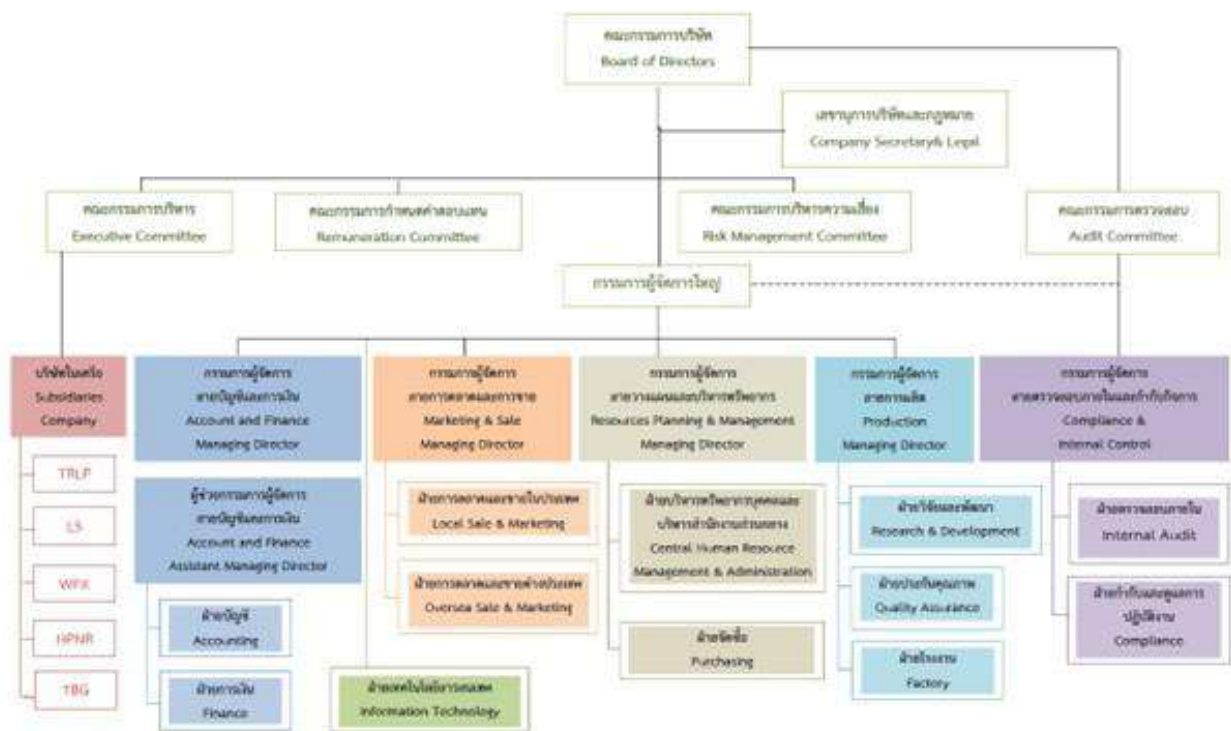 คณะกรรมการบริษัท
Board of Directors
เลขานุการบริษัทและกฎหมาย
Company Secretary& Legal
คณะกรรมการบริหาร
Executive Committee
คณะกรรมการกำหนดค่าตอบแทน
Remuneration Committee
คณะกรรมการบริหารความเสี่ยง
Risk Management Committee
คณะกรรมการตรวจสอบ
Audit Committee
กรรมการผู้จัดการใหญ่
บริษัทในเครือ
Subsidiaries
Company
TRLP
LS
WFX
HPNR
TBG
กรรมการผู้จัดการ
สายบัญชีและการเงิน
Account and Finance
Managing Director
ผู้ช่วยกรรมการผู้จัดการ
สายบัญชีและการเงิน
Account and Finance
Assistant Managing Director
ฝ่ายบัญชี
Accounting
ฝ่ายการเงิน
Finance
กรรมการผู้จัดการ
สายการตลาดและการขาย
Marketing & Sale
Managing Director
ฝ่ายการตลาดและขายในประเทศ
Local Sale & Marketing
ฝ่ายการตลาดและขายต่างประเทศ
Oversea Sale & Marketing
ฝ่ายเทคโนโลยีสารสนเทศ
Information Technology
กรรมการผู้จัดการ
สายวางแผนและบริหารทรัพยากร
Resources Planning & Management
Managing Director
ฝ่ายบริหารทรัพยากรบุคคลและ
บริหารสำนักงานส่วนกลาง
Central Human Resource
Management & Administration
ฝ่ายจัดซื้อ
Purchasing
กรรมการผู้จัดการ
สายการผลิต
Production
Managing Director
ฝ่ายวิจัยและพัฒนา
Research & Development
ฝ่ายประกันคุณภาพ
Quality Assurance
ฝ่ายโรงงาน
Factory
กรรมการผู้จัดการ
สายตรวจสอบภายในและกำกับกิจการ
Compliance &
Internal Control
ฝ่ายตรวจสอบภายใน
Internal Audit
ฝ่ายกำกับและดูแลการ
ปฏิบัติงาน
Compliance